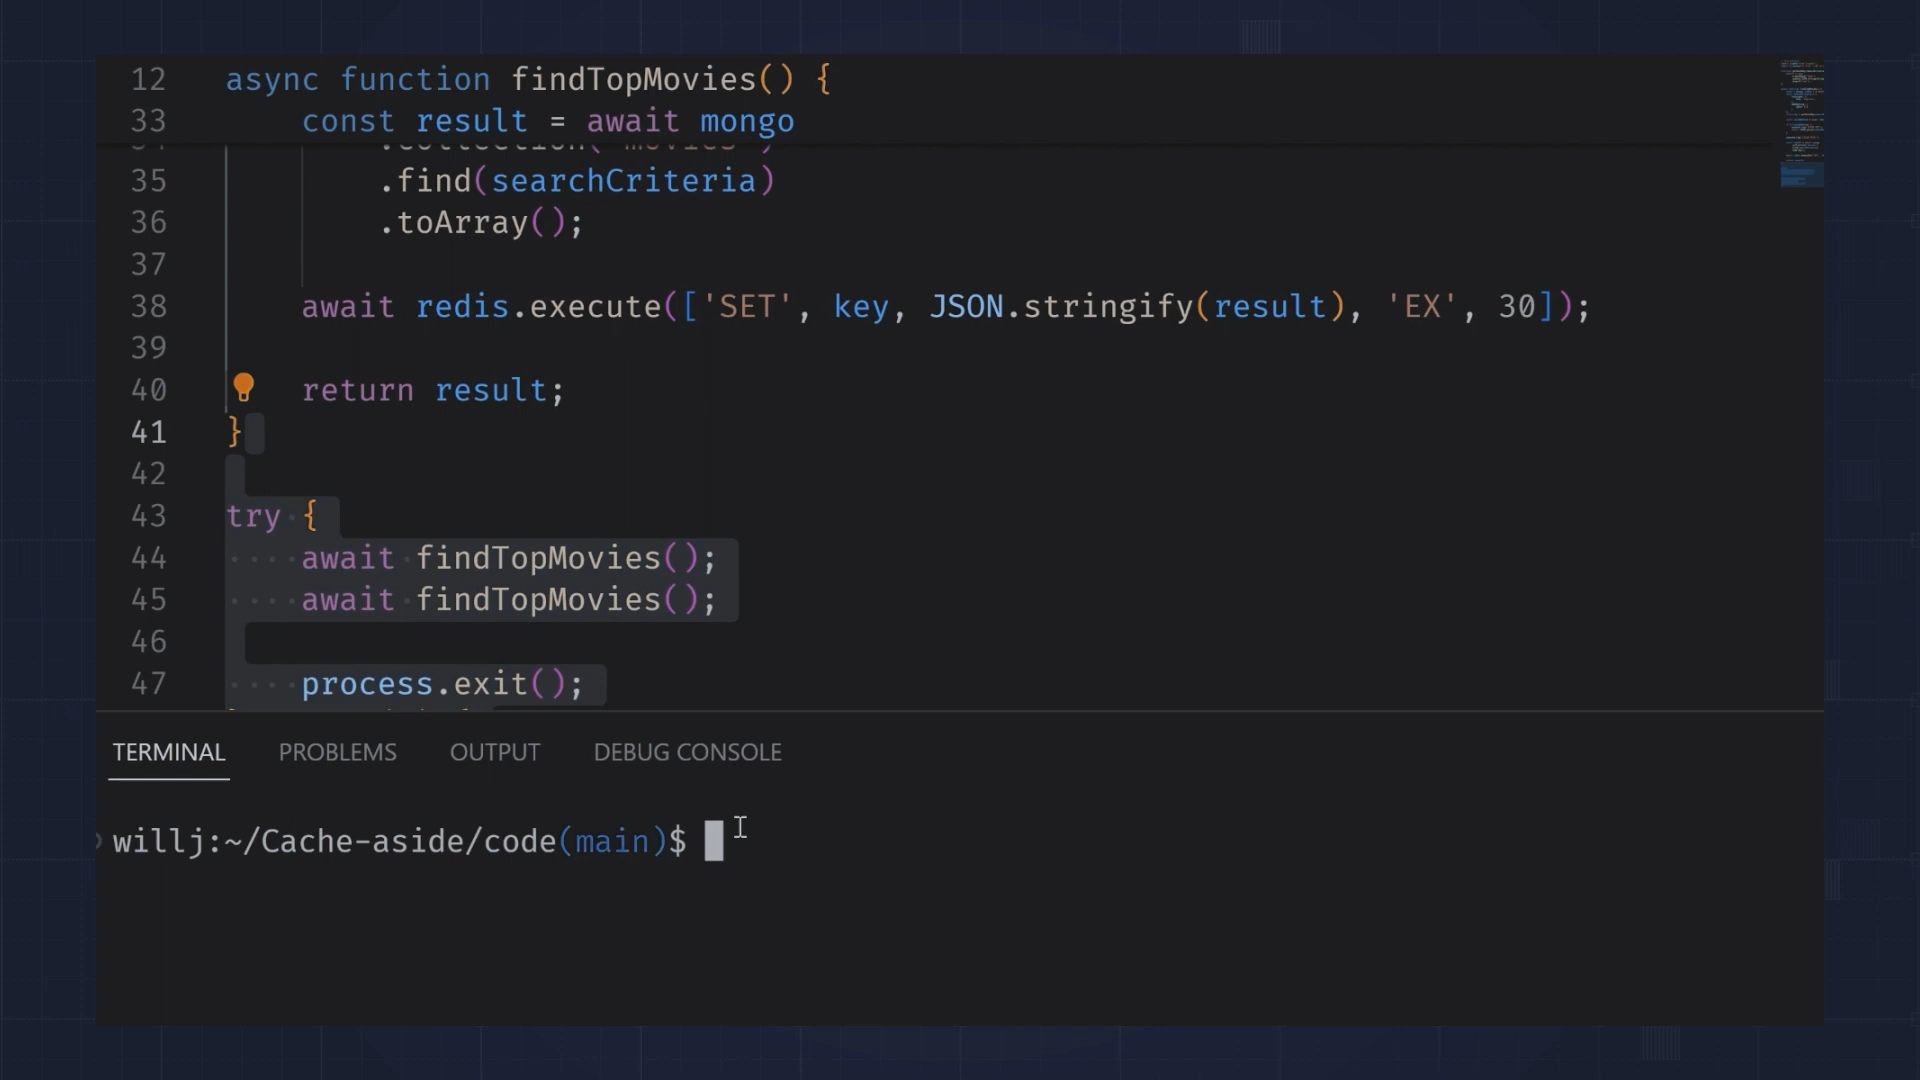 12 async function findTopMovies() {
33 const result = await mongo
.collection('movies')
35 .find(searchCriteria)
36 .toArray();
37
38 await redis.execute(['SET', key, JSON.stringify(result), 'EX', 30]);
39
40 return result;
41 }
42
43 try {
44 await findTopMovies();
45 await findTopMovies();
46
47 process.exit();
TERMINAL PROBLEMS OUTPUT DEBUG CONSOLE
willj:~/Cache-aside/code(main)$